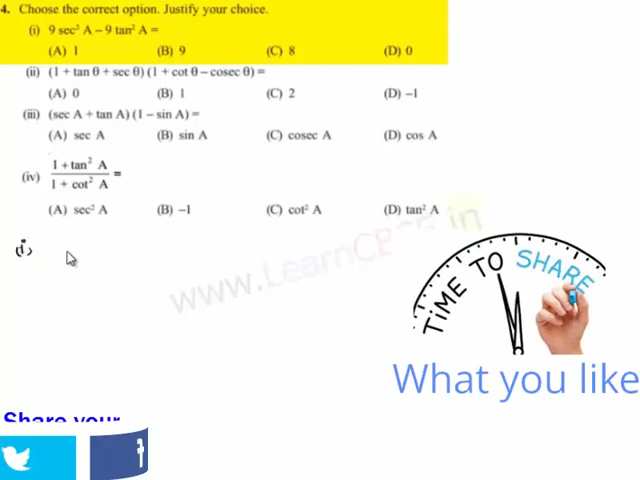 4. Choose the correct option. Justify your choice.
(i) 9 sec² A – 9 tan² A =
(A) 1 (B) 9 (C) 8 (D) 0
(ii) (1 + tan θ + sec θ) (1 + cot θ – cosec θ) =
(A) 0 (B) 1 (C) 2 (D) –1
(iii) (sec A + tan A) (1 – sin A) =
(A) sec A (B) sin A (C) cosec A (D) cos A
(iv) 1 + tan² A / 1 + cot² A =
(A) sec² A (B) –1 (C) cot² A (D) tan² A
(i)
www.LearnCBSE.in
TiME TO SHARE
What you like
Share your
f